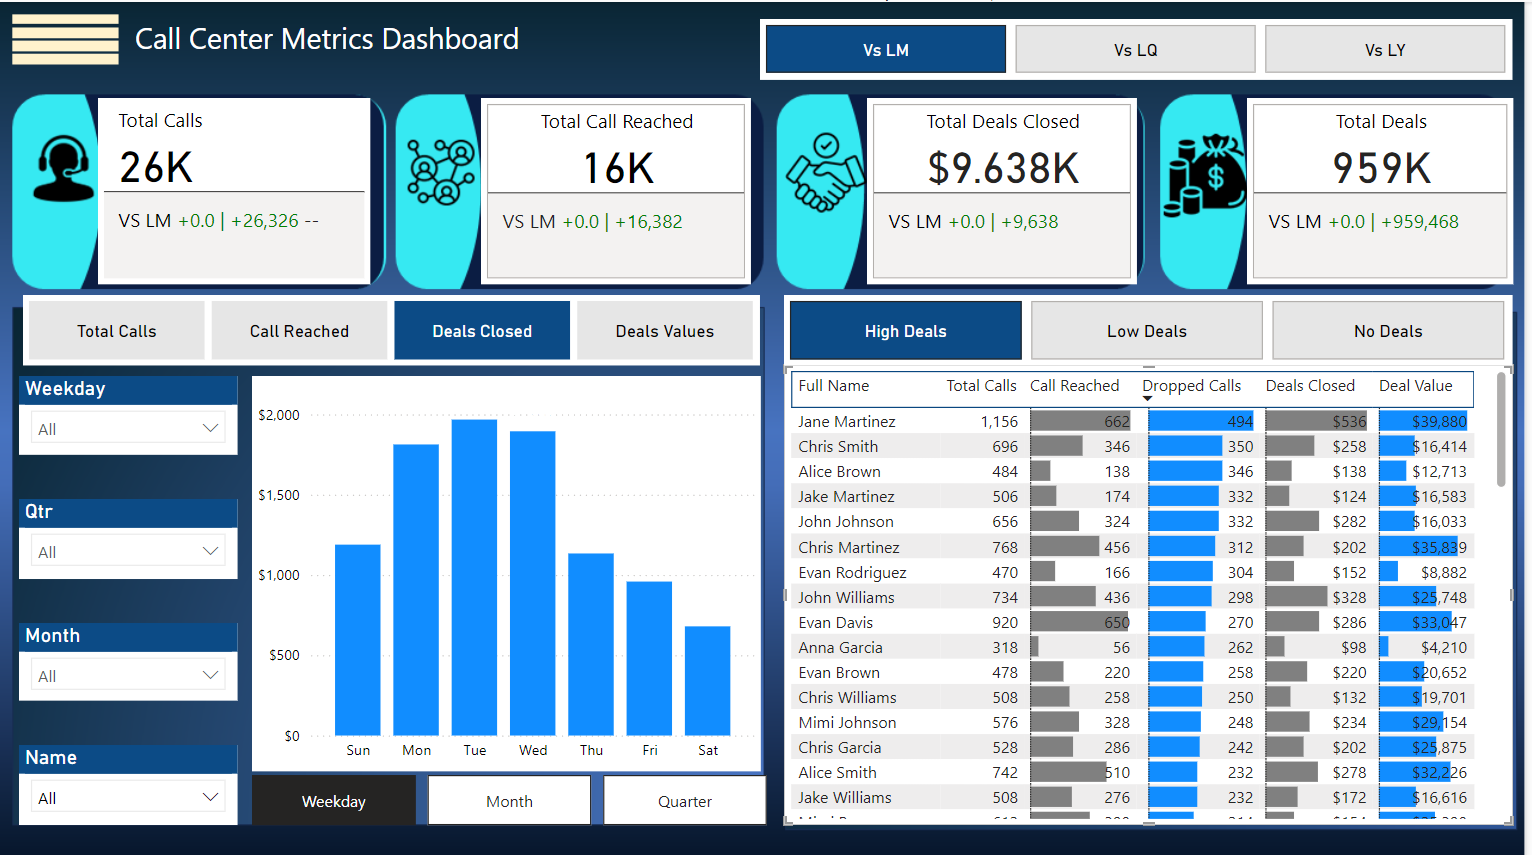 Call Center Metrics Dashboard
Vs LM
Vs LQ
Vs LY
Total Calls
26K
VS LM +0.0 | +26,326 --
Total Call Reached
16K
VS LM +0.0 | +16,382
Total Deals Closed
$9.638K
VS LM +0.0 | +9,638
Total Deals
959K
VS LM +0.0 | +959,468
Total Calls
Call Reached
Deals Closed
Deals Values
High Deals
Low Deals
No Deals
Weekday
All
Qtr
All
Month
All
Name
All
$2,000
$1,500
$1,000
$500
$0
Sun Mon Tue Wed Thu Fri Sat
Weekday
Month
Quarter
Full Name Total Calls Call Reached Dropped Calls Deals Closed Deal Value
Jane Martinez 1,156 662 494 $536 $39,880
Chris Smith 696 346 350 $258 $16,414
Alice Brown 484 138 346 $138 $12,713
Jake Martinez 506 174 332 $124 $16,583
John Johnson 656 324 332 $282 $16,033
Chris Martinez 768 456 312 $202 $35,839
Evan Rodriguez 470 166 304 $152 $8,882
John Williams 734 436 298 $328 $25,748
Evan Davis 920 650 270 $286 $33,047
Anna Garcia 318 56 262 $98 $4,210
Evan Brown 478 220 258 $220 $20,652
Chris Williams 508 258 250 $132 $19,701
Mimi Johnson 576 328 248 $234 $29,154
Chris Garcia 528 286 242 $202 $25,875
Alice Smith 742 510 232 $278 $32,226
Jake Williams 508 276 232 $172 $16,616